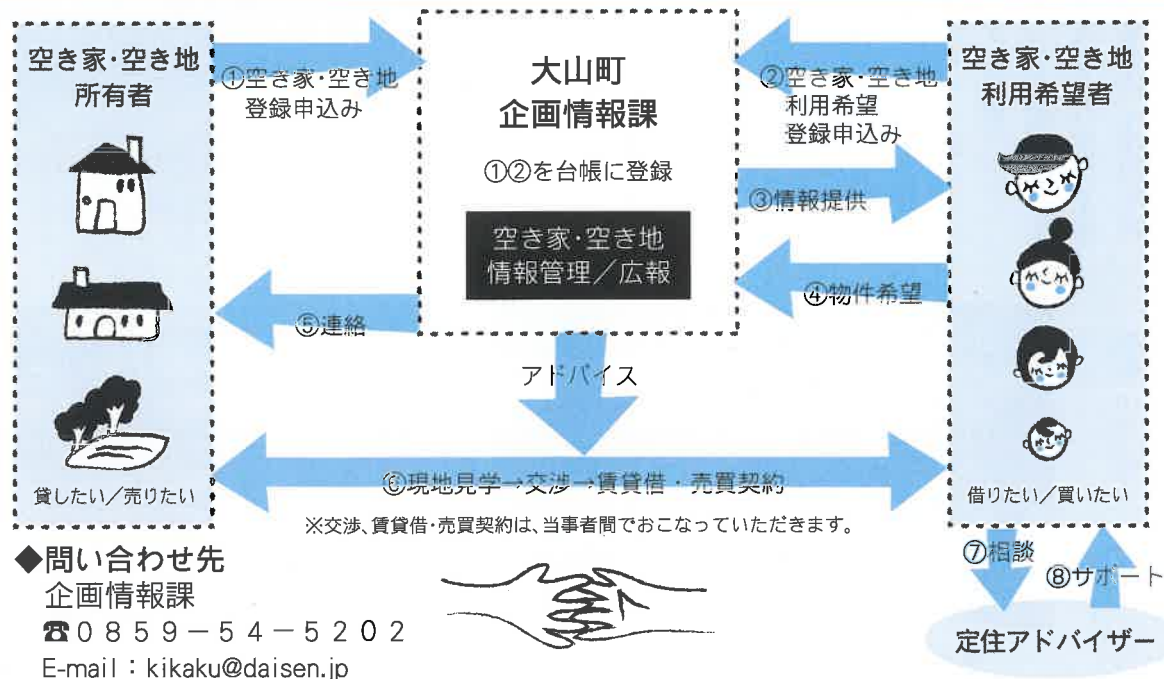 空き家・空き地
所有者
貸したい／売りたい
①空き家・空き地
登録申込み
大山町
企画情報課
①②を台帳に登録
空き家・空き地
情報管理／広報
②空き家・空き地
利用希望
登録申込み
③情報提供
④物件希望
⑤連絡
空き家・空き地
利用希望者
借りたい／買いたい
アドバイス
⑥現地見学→交渉→賃貸借・売買契約
※交渉、賃貸借・売買契約は、当事者間でおこなっていただきます。
⑦相談
⑧サポート
定住アドバイザー
◆問い合わせ先
企画情報課
☎0859－54－5202
E-mail：kikaku@daisen.jp